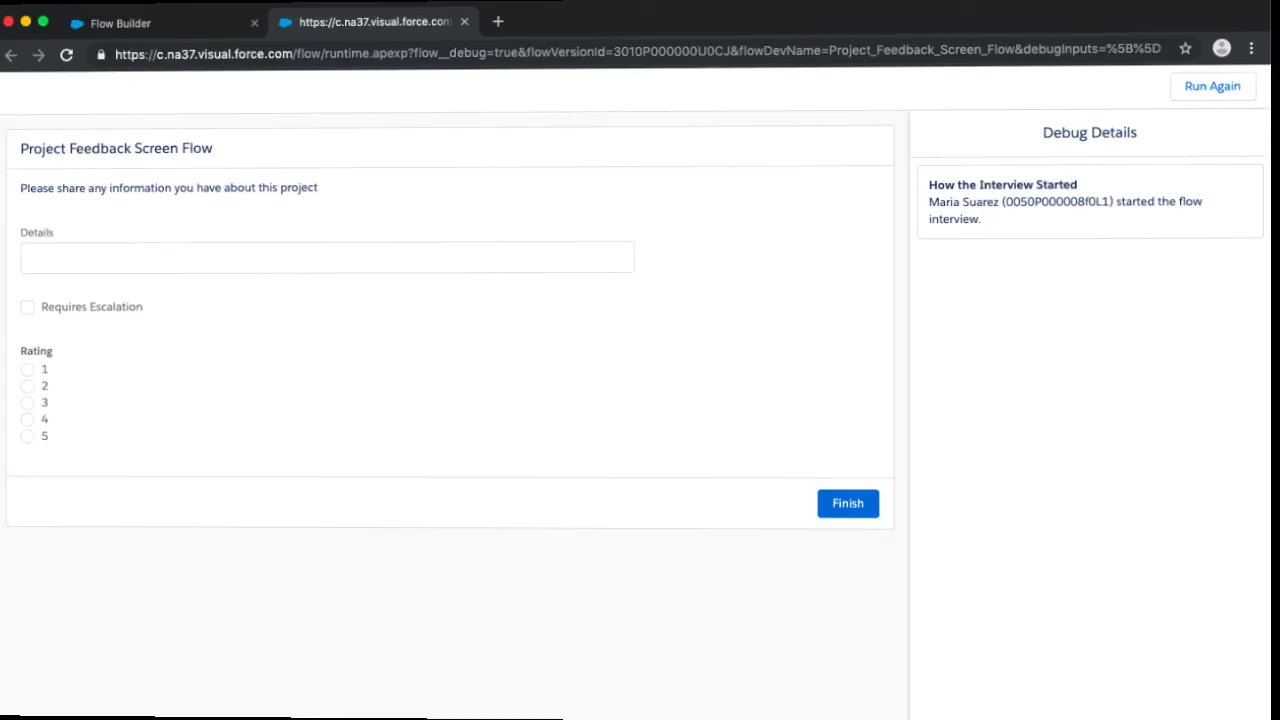 Flow Builder
https://c.na37.visual.force.con
https://c.na37.visual.force.com/flow/runtime.apexp?flow__debug=true&flowVersionId=3010P000000U0CJ&flowDevName=Project_Feedback_Screen_Flow&debugInputs=%5B%5D
Run Again
Project Feedback Screen Flow
Please share any information you have about this project
Details
Requires Escalation
Rating
1
2
3
4
5
Finish
Debug Details
How the Interview Started
Maria Suarez (0050P000008f0L1) started the flow
interview.